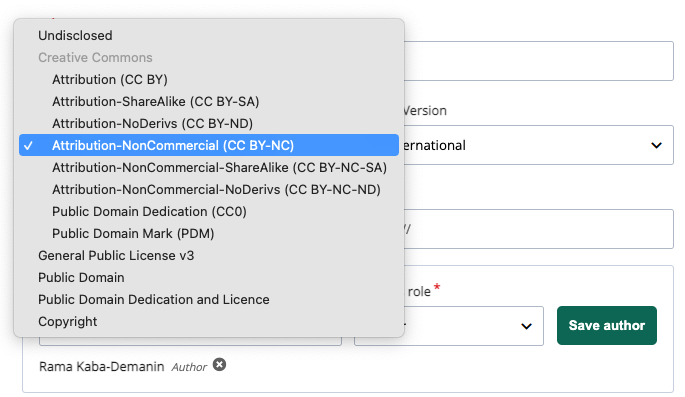 Undisclosed
Creative Commons
Attribution (CC BY)
Attribution-ShareAlike (CC BY-SA)
Attribution-NoDerivs (CC BY-ND)
✓ Attribution-NonCommercial (CC BY-NC)
Attribution-NonCommercial-ShareAlike (CC BY-NC-SA)
Attribution-NonCommercial-NoDerivs (CC BY-NC-ND)
Public Domain Dedication (CC0)
Public Domain Mark (PDM)
General Public License v3
Public Domain
Public Domain Dedication and Licence
Copyright
Version
ernational
//
role *
Save author
Rama Kaba-Demanin Author